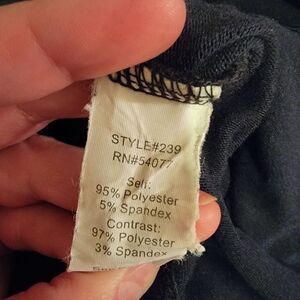 STYLE#239
RN#54077
Self:
95% Polyester
5% Spandex
Contrast:
97% Polyester
3% Spandex